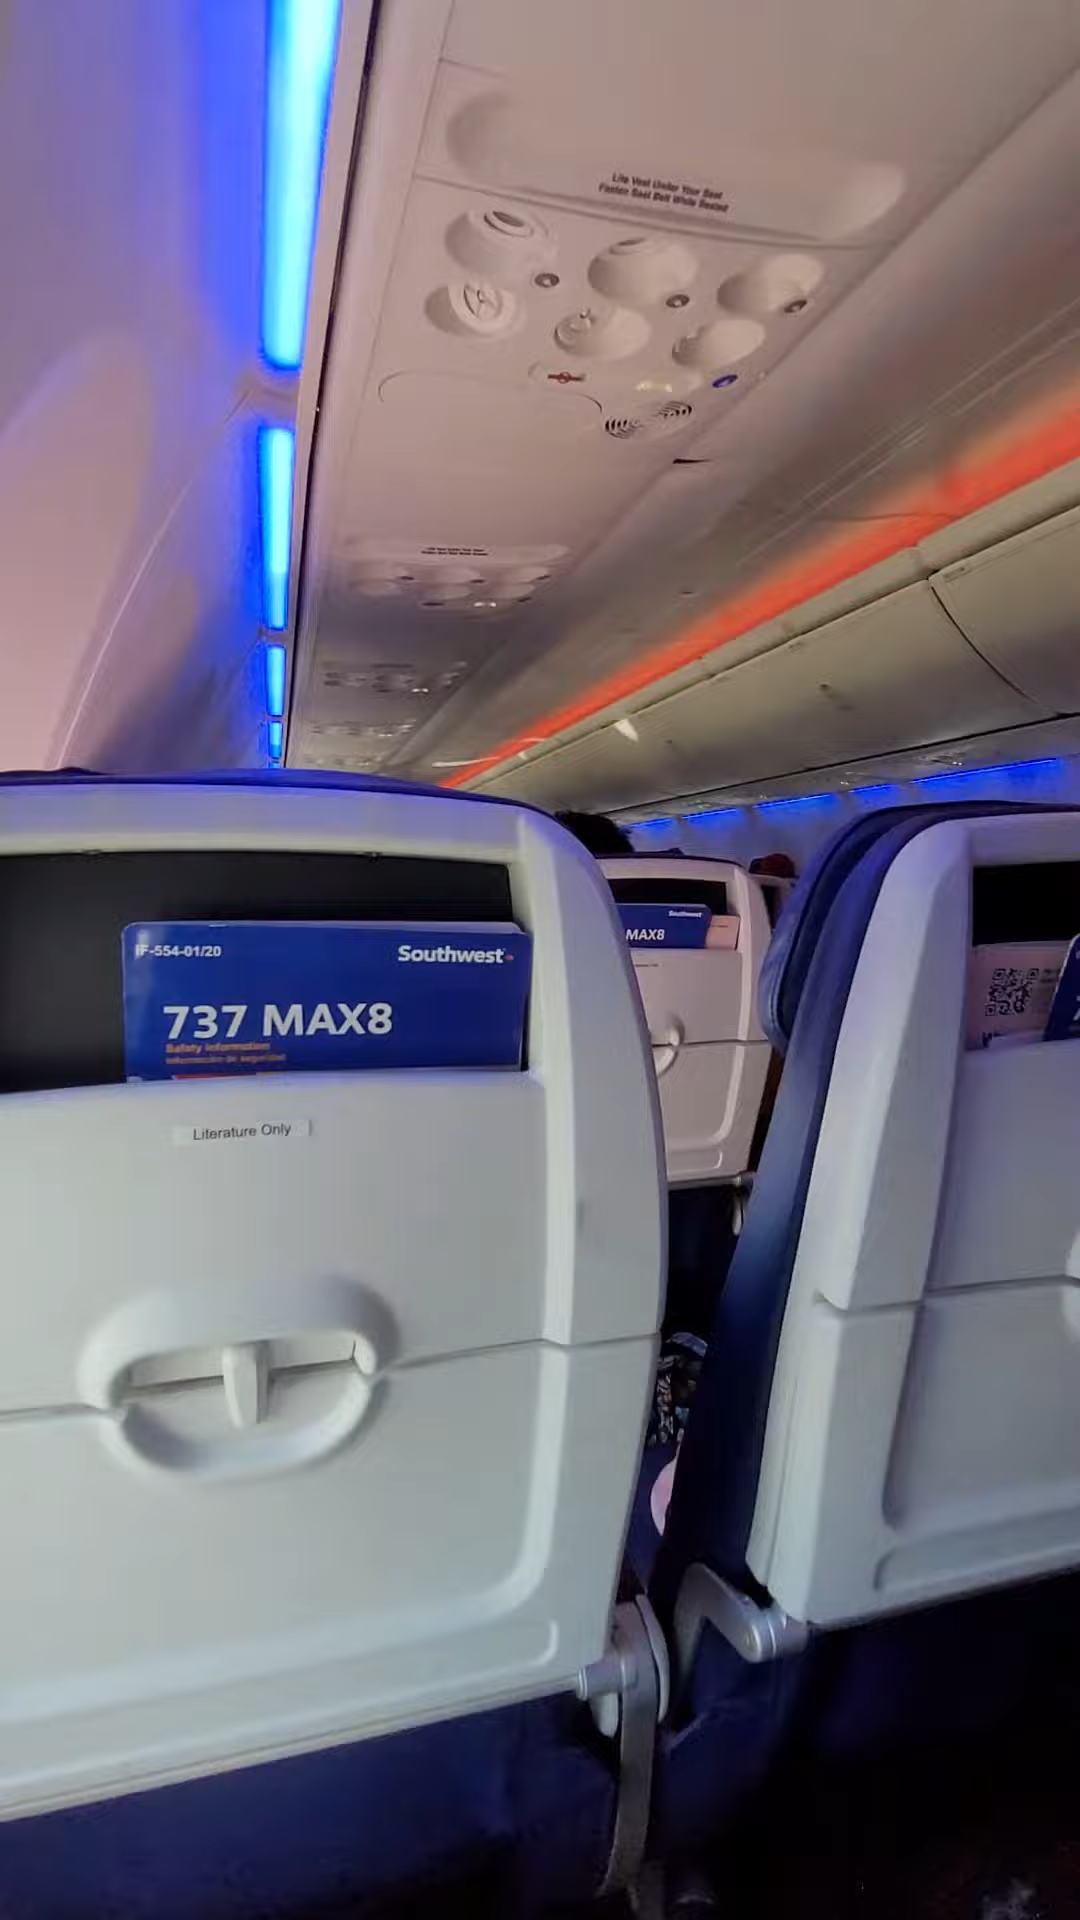 Life Vest Under Your Seat
Fasten Seat Belt While Seated
IF-554-01/20
Southwest
737 MAX8
Safety Information
Información de seguridad
Literature Only
Southwest
MAX8